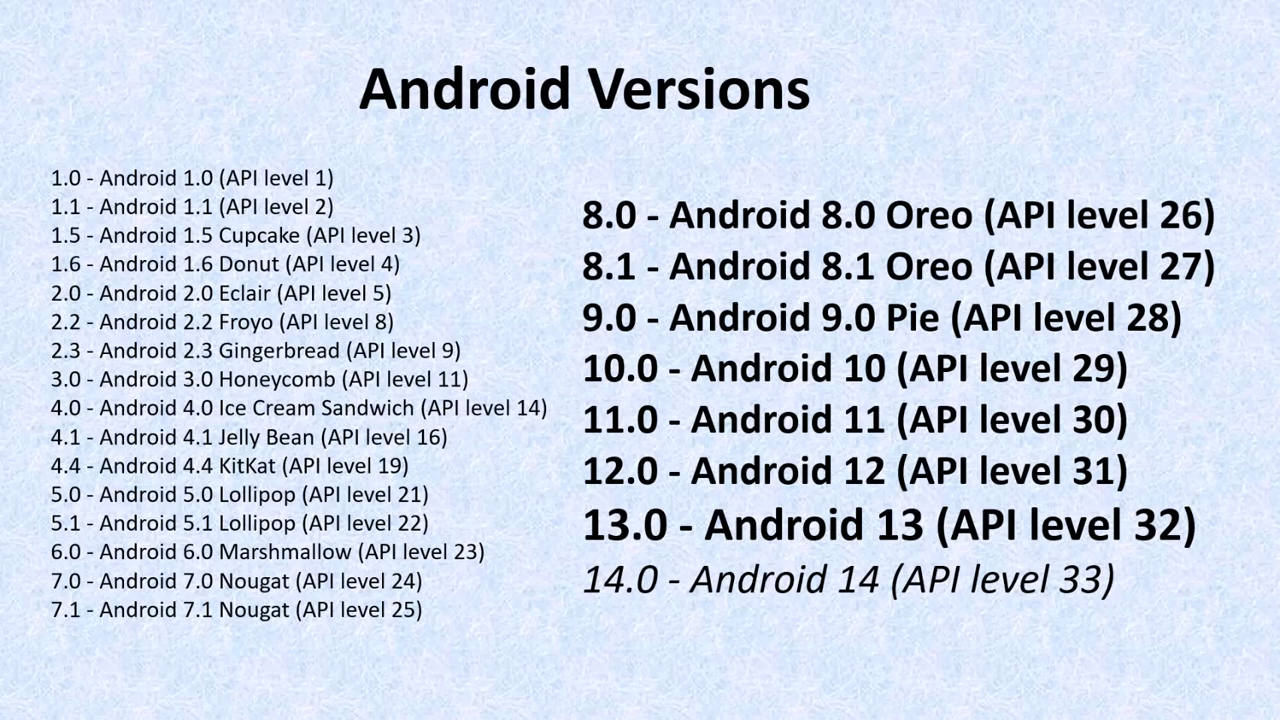 Android Versions
1.0 - Android 1.0 (API level 1)
1.1 - Android 1.1 (API level 2)
1.5 - Android 1.5 Cupcake (API level 3)
1.6 - Android 1.6 Donut (API level 4)
2.0 - Android 2.0 Eclair (API level 5)
2.2 - Android 2.2 Froyo (API level 8)
2.3 - Android 2.3 Gingerbread (API level 9)
3.0 - Android 3.0 Honeycomb (API level 11)
4.0 - Android 4.0 Ice Cream Sandwich (API level 14)
4.1 - Android 4.1 Jelly Bean (API level 16)
4.4 - Android 4.4 KitKat (API level 19)
5.0 - Android 5.0 Lollipop (API level 21)
5.1 - Android 5.1 Lollipop (API level 22)
6.0 - Android 6.0 Marshmallow (API level 23)
7.0 - Android 7.0 Nougat (API level 24)
7.1 - Android 7.1 Nougat (API level 25)
8.0 - Android 8.0 Oreo (API level 26)
8.1 - Android 8.1 Oreo (API level 27)
9.0 - Android 9.0 Pie (API level 28)
10.0 - Android 10 (API level 29)
11.0 - Android 11 (API level 30)
12.0 - Android 12 (API level 31)
13.0 - Android 13 (API level 32)
14.0 - Android 14 (API level 33)